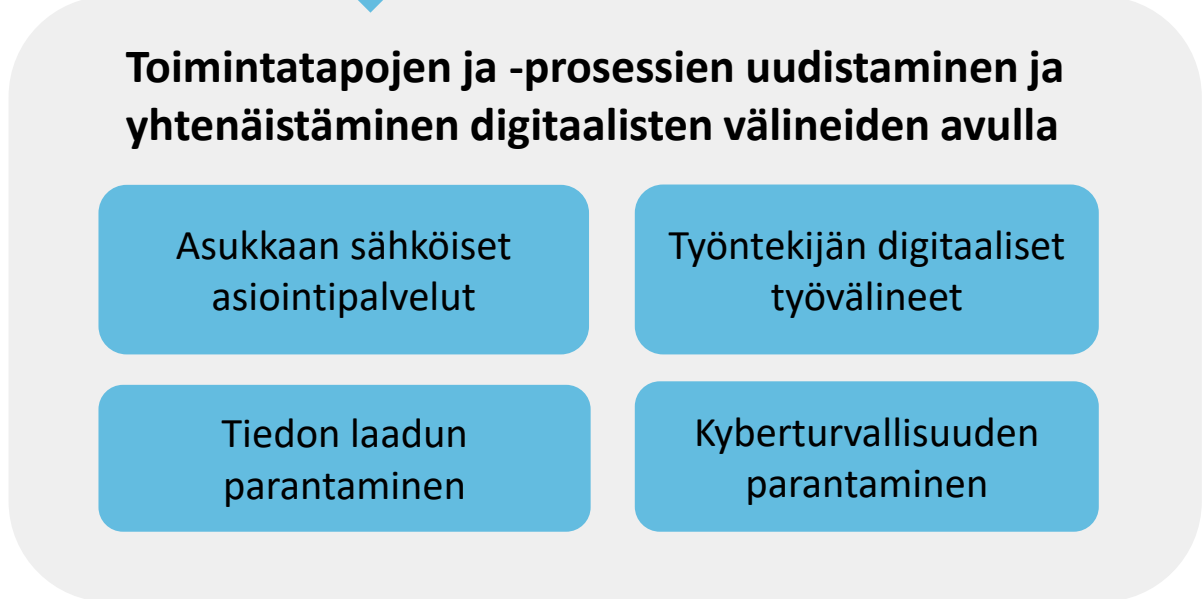 Toimintatapojen ja -prosessien uudistaminen ja
yhtenäistäminen digitaalisten välineiden avulla
Asukkaan sähköiset
asiointipalvelut
Työntekijän digitaaliset
työvälineet
Tiedon laadun
parantaminen
Kyberturvallisuuden
parantaminen